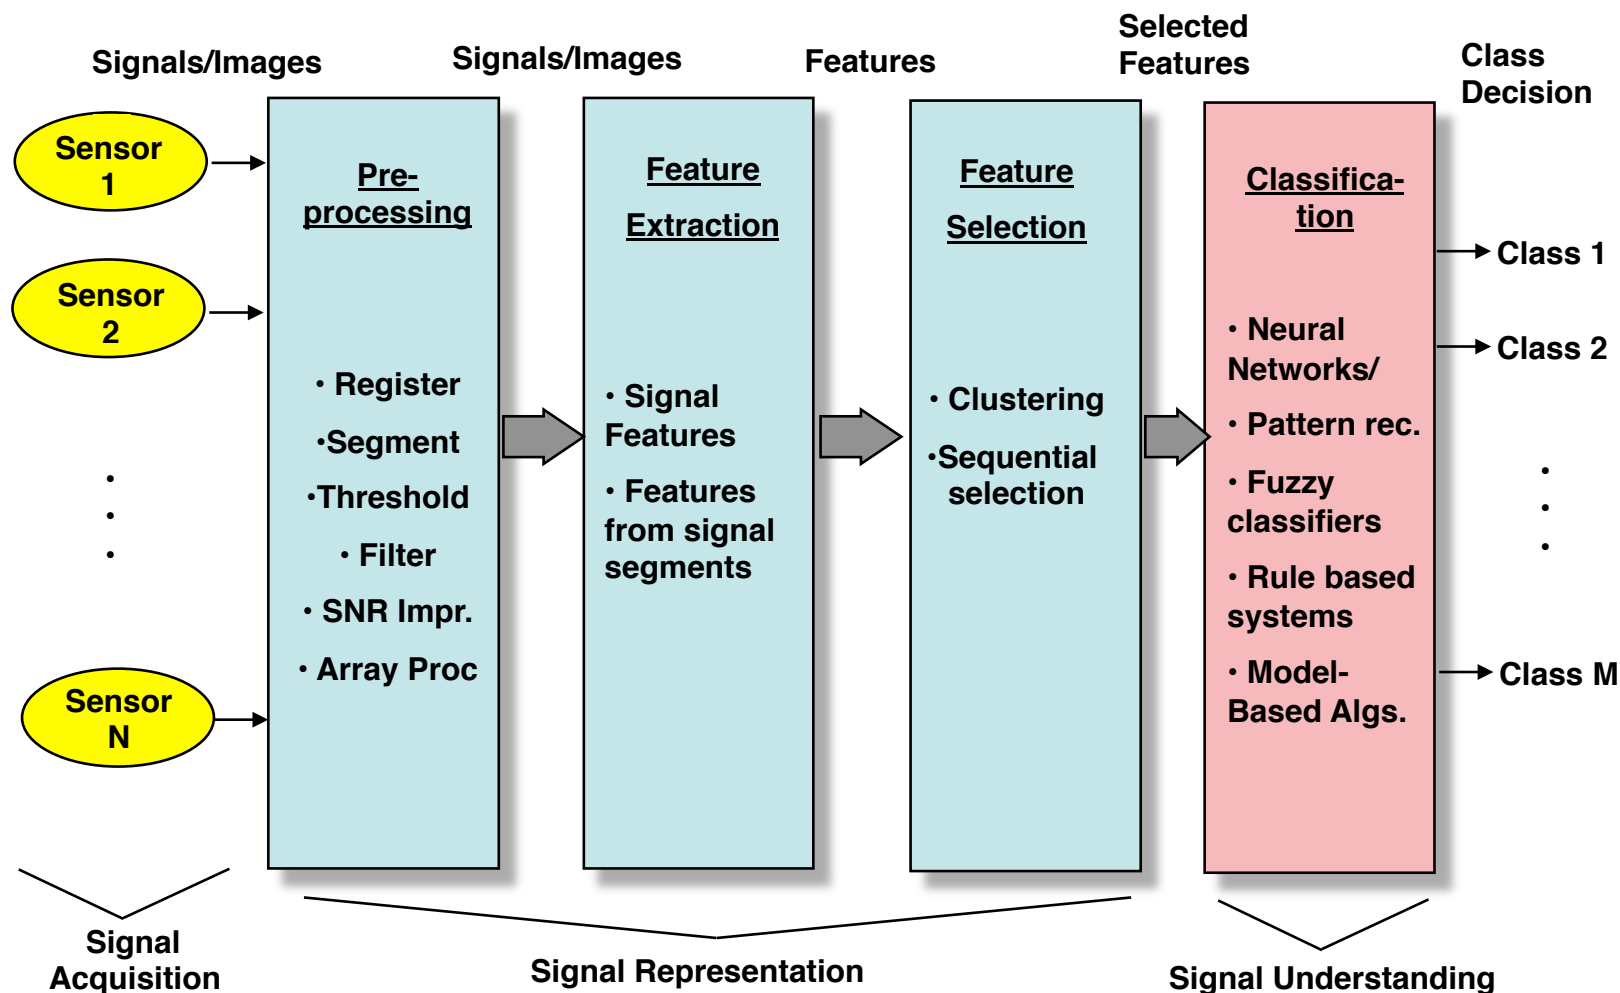 Signals/Images
Signals/Images
Features
Selected
Features
Class
Decision
Sensor
1
Sensor
2
.
.
.
Sensor
N
Pre-
processing
• Register
•Segment
•Threshold
• Filter
• SNR Impr.
• Array Proc
Feature
Extraction
• Signal
Features
• Features
from signal
segments
Feature
Selection
• Clustering
•Sequential
selection
Classifica-
tion
• Neural
Networks/
• Pattern rec.
• Fuzzy
classifiers
• Rule based
systems
• Model-
Based Algs.
Class 1
Class 2
.
.
.
Class M
Signal
Acquisition
Signal Representation
Signal Understanding